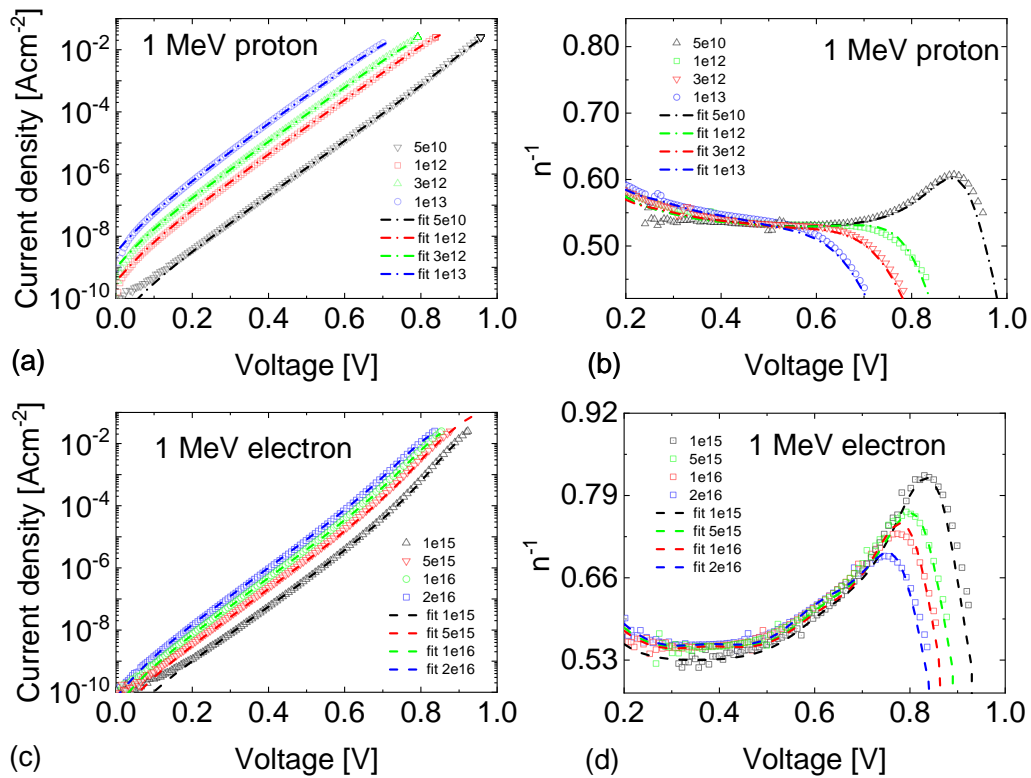 1 MeV proton
Current density [Acm-2]
10-2
10-4
10-6
10-8
10-10
5e10
1e12
3e12
1e13
fit 5e10
fit 1e12
fit 3e12
fit 1e13
0.0 0.2 0.4 0.6 0.8 1.0
(a)
Voltage [V]
1 MeV proton
n-1
0.80
0.70
0.60
0.50
5e10
1e12
3e12
1e13
fit 5e10
fit 1e12
fit 3e12
fit 1e13
0.2 0.4 0.6 0.8 1.0
(b)
Voltage [V]
1 MeV electron
Current density [Acm-2]
10-2
10-4
10-6
10-8
10-10
1e15
5e15
1e16
2e16
fit 1e15
fit 5e15
fit 1e16
fit 2e16
0.0 0.2 0.4 0.6 0.8 1.0
(c)
Voltage [V]
1 MeV electron
n-1
0.92
0.79
0.66
0.53
1e15
5e15
1e16
2e16
fit 1e15
fit 5e15
fit 1e16
fit 2e16
0.2 0.4 0.6 0.8 1.0
(d)
Voltage [V]